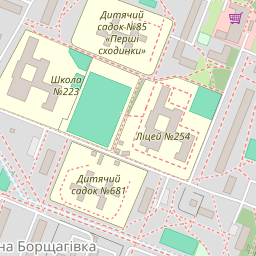 Дитячий
садок №85
«Перші
сходинки»
Школа
№223
Ліцей №254
Дитячий
садок №681
на Борщагівка